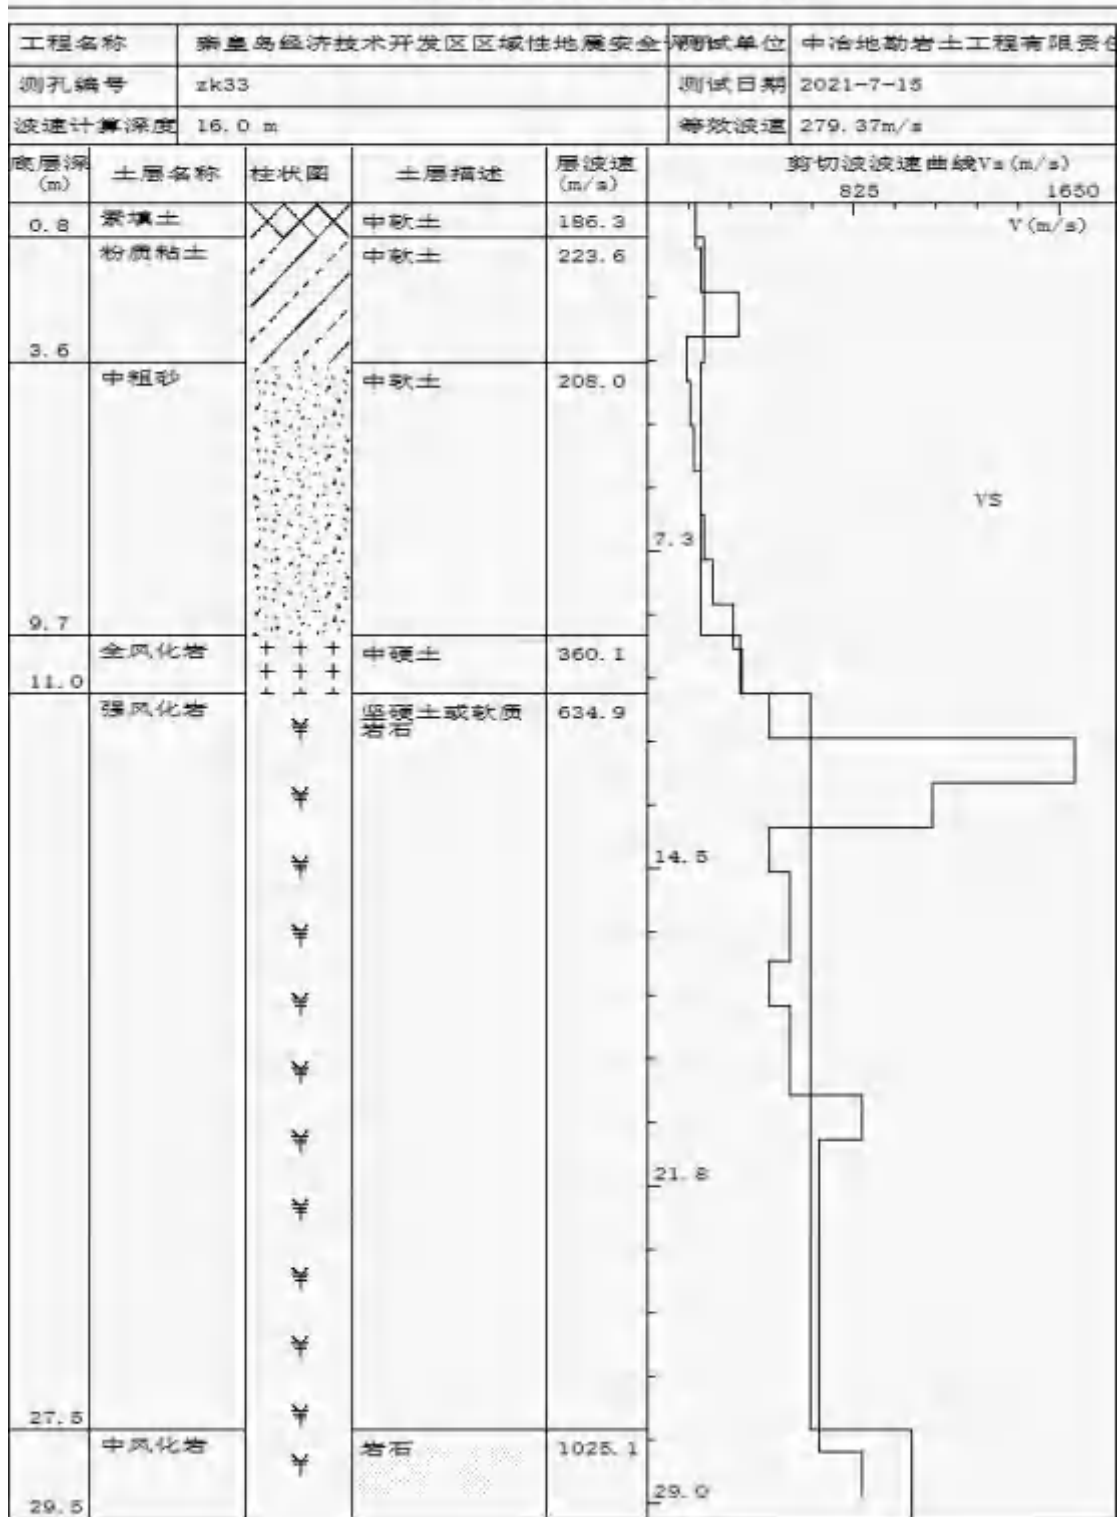 工程名称 秦皇岛经济技术开发区区域性地震安全 测试单位 中冶地勘岩土工程有限责任
测孔编号 zk33 测试日期 2021-7-15
波速计算深度 16.0 m 等效波速 279.37m/s
底层深(m) 土层名称 柱状图 土层描述 层波速(m/s) 剪切波波速曲线Vs(m/s)
825 1650
V(m/s)
0.8 素填土 中软土 186.3
3.6 粉质粘土 中软土 223.6
9.7 中粗砂 中软土 208.0
VS
7.3
11.0 全风化岩 中硬土 360.1
强风化岩 坚硬土或软质岩石 634.9
14.5
21.8
27.5
中风化岩 岩石 1025.1
29.0
29.5